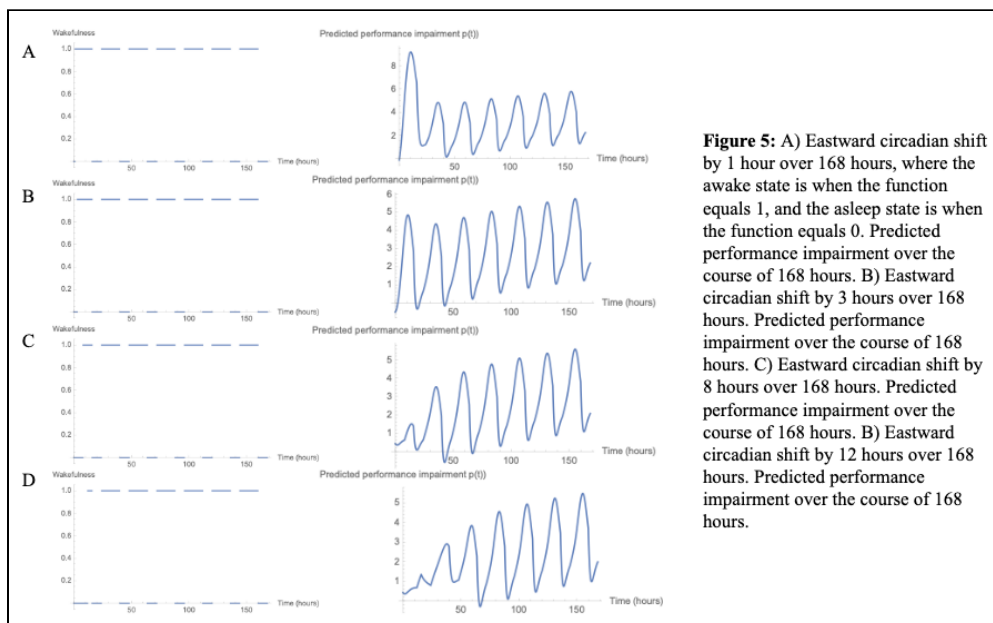 Wakefulness
Predicted performance impairment p(t))
A
1.0
0.8
0.6
0.4
0.2
50
100
150
Time (hours)
8
6
4
2
50
100
150
Time (hours)
Wakefulness
Predicted performance impairment p(t))
B
1.0
0.8
0.6
0.4
0.2
50
100
150
Time (hours)
6
5
4
3
2
1
50
100
150
Time (hours)
Wakefulness
Predicted performance impairment p(t))
C
1.0
0.8
0.6
0.4
0.2
50
100
150
Time (hours)
5
4
3
2
1
50
100
150
Time (hours)
Wakefulness
Predicted performance impairment p(t))
D
1.0
0.8
0.6
0.4
0.2
50
100
150
Time (hours)
5
4
3
2
1
50
100
150
Time (hours)
Figure 5: A) Eastward circadian shift
by 1 hour over 168 hours, where the
awake state is when the function
equals 1, and the asleep state is when
the function equals 0. Predicted
performance impairment over the
course of 168 hours. B) Eastward
circadian shift by 3 hours over 168
hours. Predicted performance
impairment over the course of 168
hours. C) Eastward circadian shift by
8 hours over 168 hours. Predicted
performance impairment over the
course of 168 hours. B) Eastward
circadian shift by 12 hours over 168
hours. Predicted performance
impairment over the course of 168
hours.